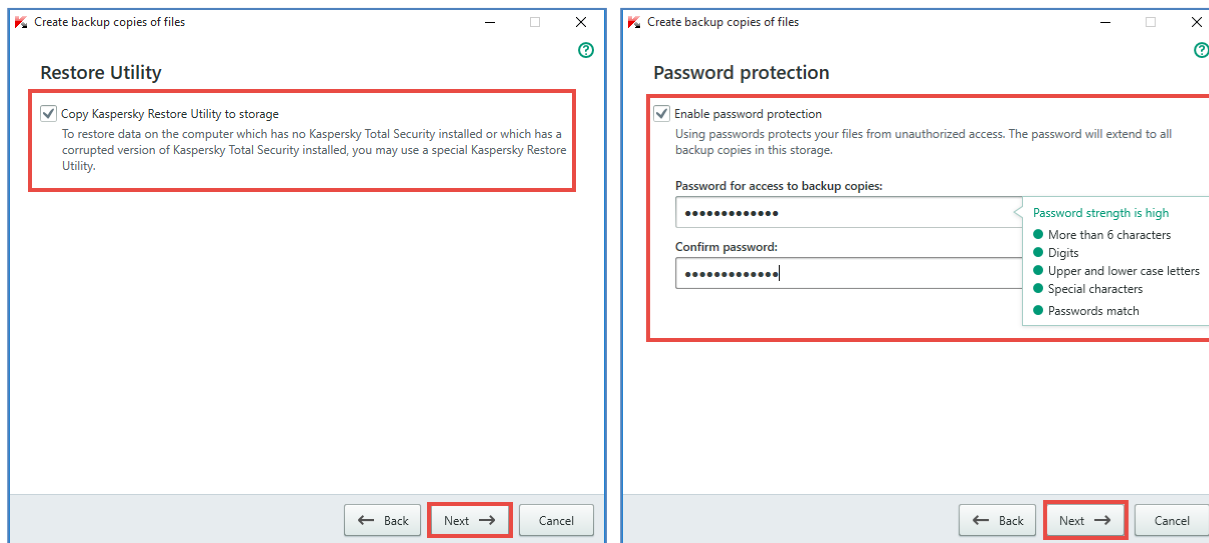 Create backup copies of files
Restore Utility
Copy Kaspersky Restore Utility to storage
To restore data on the computer which has no Kaspersky Total Security installed or which has a
corrupted version of Kaspersky Total Security installed, you may use a special Kaspersky Restore
Utility.
Back
Next
Cancel
Create backup copies of files
Password protection
Enable password protection
Using passwords protects your files from unauthorized access. The password will extend to all
backup copies in this storage.
Password for access to backup copies:
•••••••••••••
Confirm password:
•••••••••••••
Password strength is high
More than 6 characters
Digits
Upper and lower case letters
Special characters
Passwords match
Back
Next
Cancel